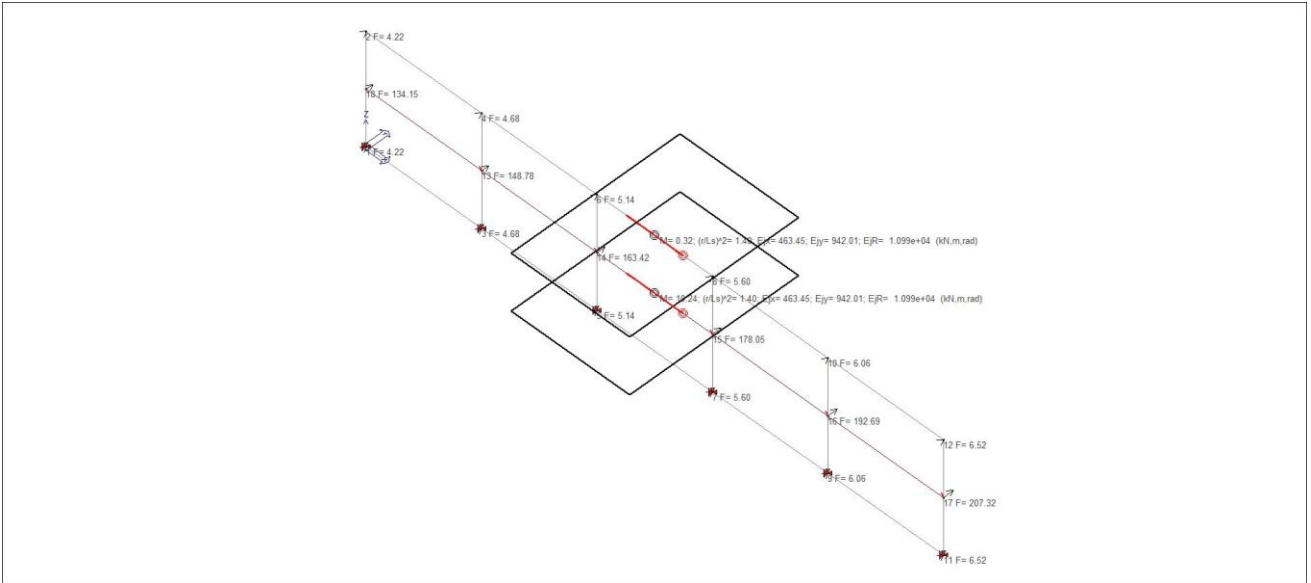 2 F= 4.22
18 F= 134.15
Z
1 F= 4.22
4 F= 4.68
13 F= 148.78
3 F= 4.68
6 F= 5.14
M= 0.32; (r/Ls)^2= 1.40; Ejx= 463.45; Ejy= 942.01; EjR= 1.099e+04 (kN,m,rad)
14 F= 163.42
8 F= 5.60
(r/Ls)^2= 1.40; Ejx= 463.45; Ejy= 942.01; EjR= 1.099e+04 (kN,m,rad)
5 F= 5.14
15 F= 178.05
10 F= 6.06
7 F= 5.60
16 F= 192.69
12 F= 6.52
9 F= 6.06
17 F= 207.32
11 F= 6.52